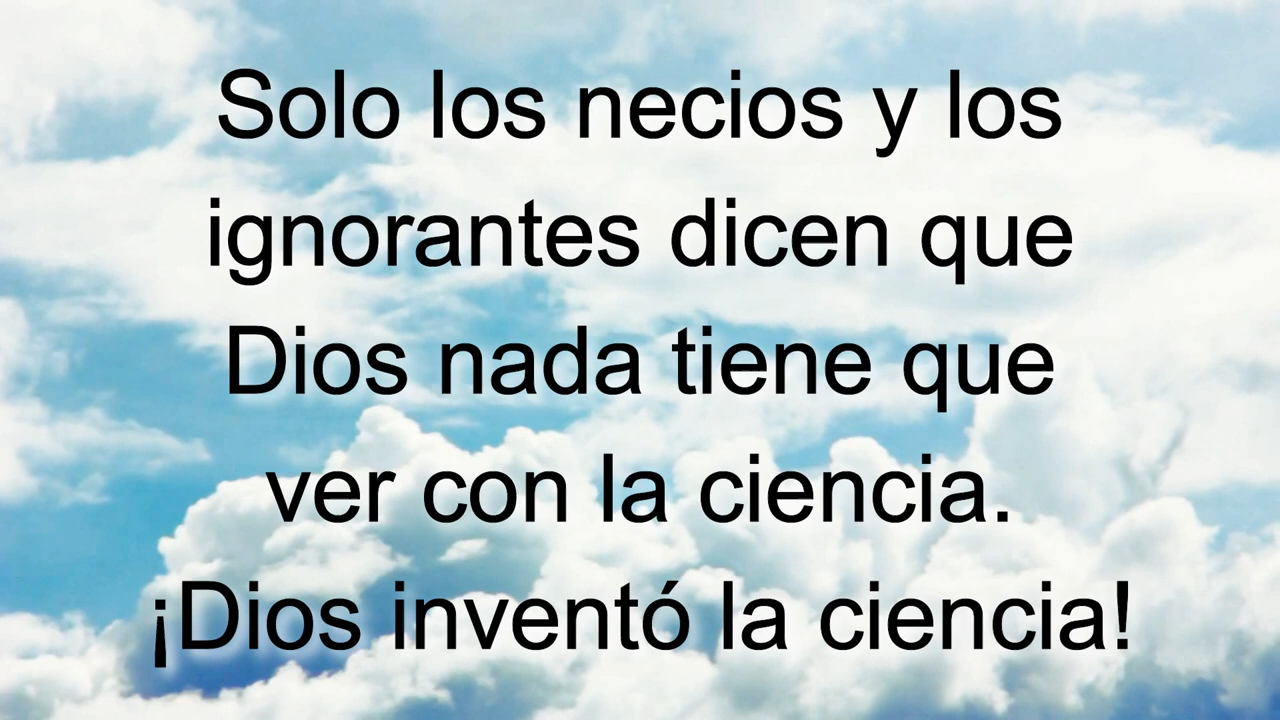 Solo los necios y los
ignorantes dicen que
Dios nada tiene que
ver con la ciencia.
¡Dios inventó la ciencia!